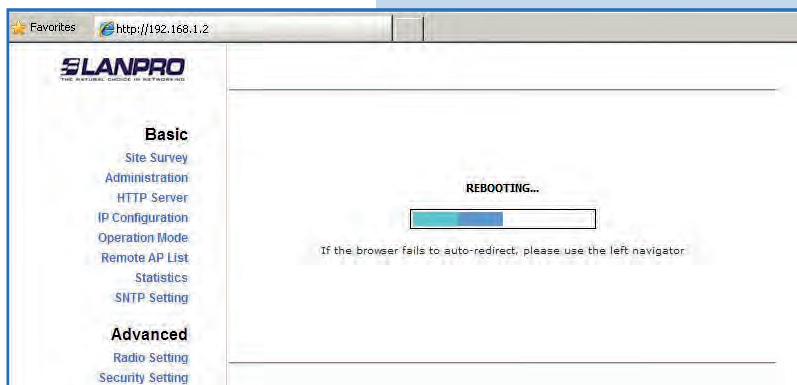 Favorites
http://192.168.1.2
LANPRO
THE NATURAL CHOICE IN NETWORKING
Basic
Site Survey
Administration
HTTP Server
IP Configuration
Operation Mode
Remote AP List
Statistics
SNTP Setting
Advanced
Radio Setting
Security Setting
REBOOTING...
If the browser fails to auto-redirect, please use the left navigator